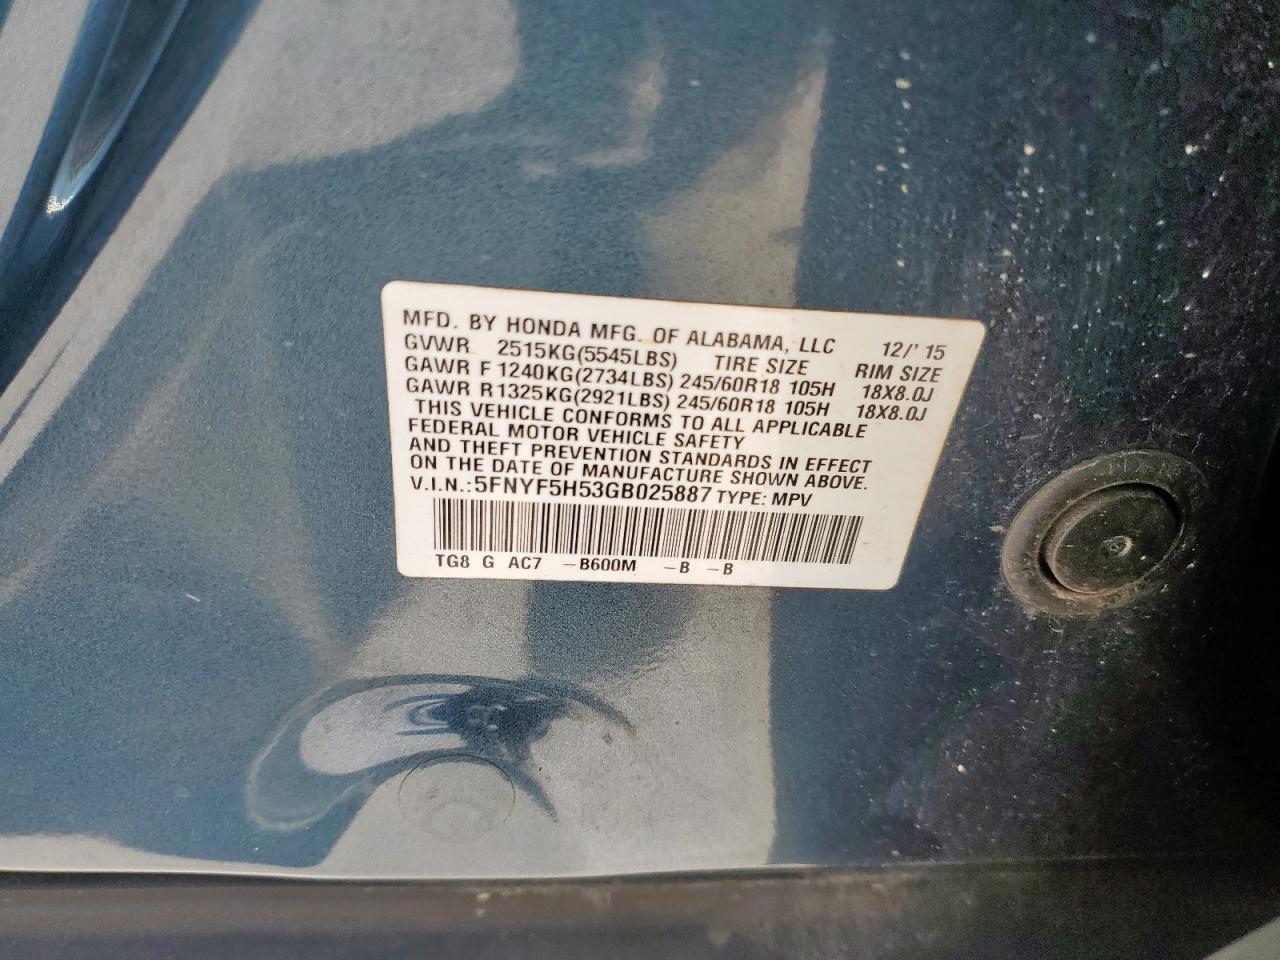 MFD. BY HONDA MFG. OF ALABAMA, LLC 12/' 15
GVWR 2515KG(5545LBS) TIRE SIZE RIM SIZE
GAWR F 1240KG(2734LBS) 245/60R18 105H 18X8.0J
GAWR R 1325KG(2921LBS) 245/60R18 105H 18X8.0J
THIS VEHICLE CONFORMS TO ALL APPLICABLE
FEDERAL MOTOR VEHICLE SAFETY
AND THEFT PREVENTION STANDARDS IN EFFECT
ON THE DATE OF MANUFACTURE SHOWN ABOVE.
V.I.N.:5FNYF5H53GB025887 TYPE: MPV
TG8 G AC7 -B600M -B -B